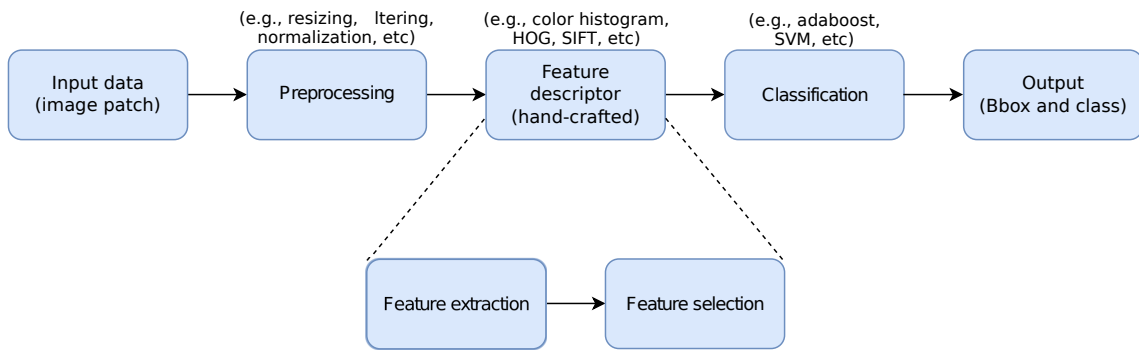 (e.g., resizing, ltering,
normalization, etc)
(e.g., color histogram,
HOG, SIFT, etc)
(e.g., adaboost,
SVM, etc)
Input data
(image patch)
Preprocessing
Feature
descriptor
(hand-crafted)
Classification
Output
(Bbox and class)
Feature extraction
Feature selection